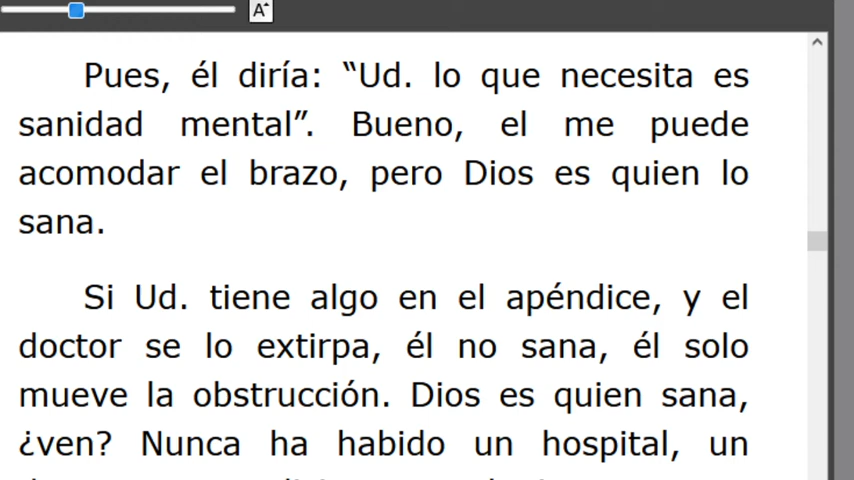 A
Pues, él diría: “Ud. lo que necesita es
sanidad mental”. Bueno, el me puede
acomodar el brazo, pero Dios es quien lo
sana.
Si Ud. tiene algo en el apéndice, y el
doctor se lo extirpa, él no sana, él solo
mueve la obstrucción. Dios es quien sana,
¿ven? Nunca ha habido un hospital, un